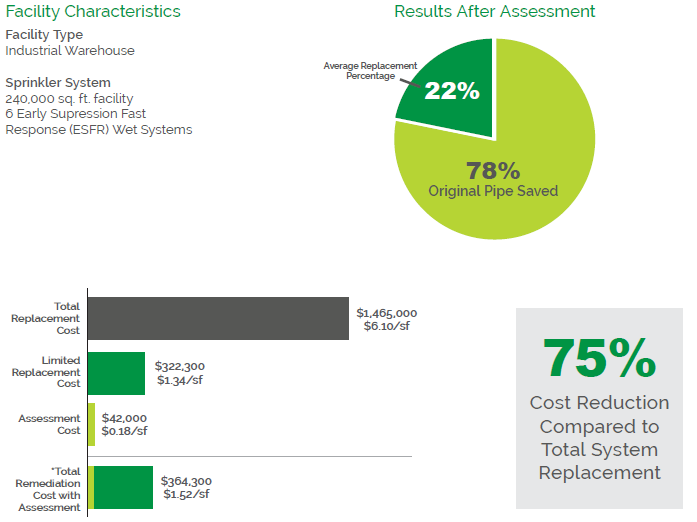 Facility Characteristics
Facility Type
Industrial Warehouse
Sprinkler System
240,000 sq. ft. facility
6 Early Supression Fast
Response (ESFR) Wet Systems
Results After Assessment
Average Replacement
Percentage
22%
78%
Original Pipe Saved
Total
Replacement
Cost
$1,465,000
$6.10/sf
Limited
Replacement
Cost
$322,300
$1.34/sf
Assessment
Cost
$42,000
$0.18/sf
*Total
Remediation
Cost with
Assessment
$364,300
$1.52/sf
75%
Cost Reduction
Compared to
Total System
Replacement